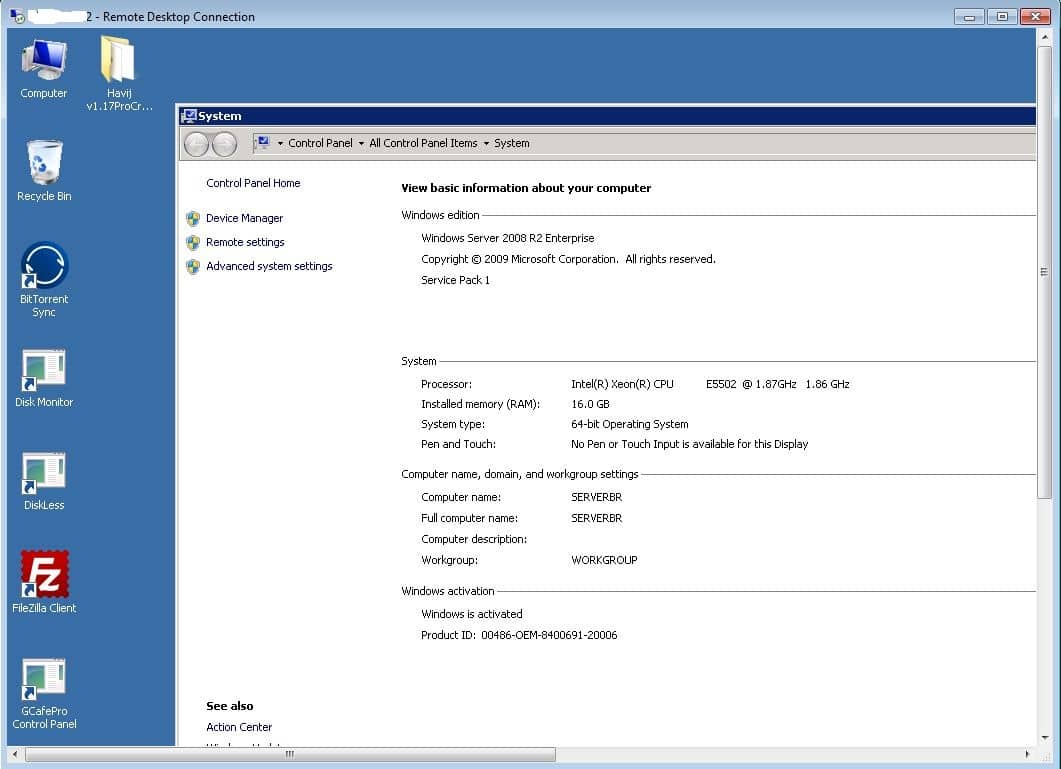 2 - Remote Desktop Connection
Computer
Havij
v1.17ProCr...
Recycle Bin
BitTorrent
Sync
Disk Monitor
DiskLess
FZ
FileZilla Client
GCafePro
Control Panel
System
Control Panel All Control Panel Items System
Control Panel Home
Device Manager
Remote settings
Advanced system settings
View basic information about your computer
Windows edition
Windows Server 2008 R2 Enterprise
Copyright © 2009 Microsoft Corporation. All rights reserved.
Service Pack 1
System
Processor: Intel(R) Xeon(R) CPU E5502 @ 1.87GHz 1.86 GHz
Installed memory (RAM): 16.0 GB
System type: 64-bit Operating System
Pen and Touch: No Pen or Touch Input is available for this Display
Computer name, domain, and workgroup settings
Computer name: SERVERBR
Full computer name: SERVERBR
Computer description:
Workgroup: WORKGROUP
Windows activation
Windows is activated
Product ID: 00486-OEM-8400691-20006
See also
Action Center